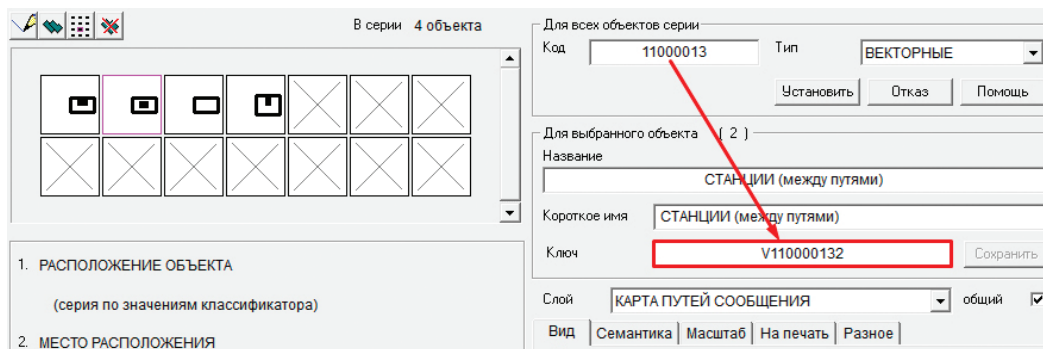 В серии 4 объекта
1. РАСПОЛОЖЕНИЕ ОБЪЕКТА
(серия по значениям классификатора)
2. МЕСТО РАСПОЛОЖЕНИЯ
Для всех объектов серии
Код 11000013 Тип ВЕКТОРНЫЕ
Установить Отказ Помощь
Для выбранного объекта ( 2 )
Название
СТАНЦИИ (между путями)
Короткое имя СТАНЦИИ (между путями)
Ключ V110000132 Сохранить
Слой КАРТА ПУТЕЙ СООБЩЕНИЯ общий
Вид Семантика Масштаб На печать Разное